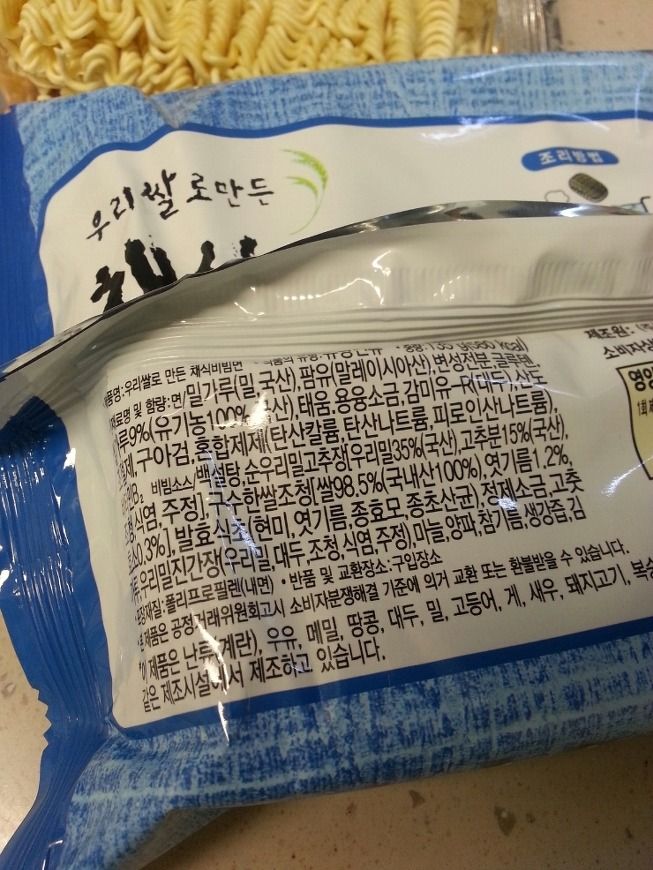 우리쌀로만든
조리방법
제품명:우리쌀로 만든 채식비빔면
재료명 및 함량:면/밀가루(밀 국산),팜유(말레이시아산),변성전분,글루텐,
9%(유기농100% 국산),태움,용융소금,감미유-R(대두,산도
구아검,혼합제제(탄산칼륨,탄산나트륨,피로인산나트륨),
B₂ 비빔소스/백설탕,순우리밀고추장[우리밀35%(국산),고추분15%(국산),
식염,주정],구수한쌀조청[쌀98.5%(국내산100%),엿기름1.2%,
0.3%],발효식초(현미,엿기름,종효모,종초산균),정제소금,고춧
우리밀진간장(우리밀,대두,조청,식염,주정)마늘,양파,참기름,생강즙,김
폴리프로필렌(내면) •반품 및 교환장소:구입장소
제품은 공정거래위원회고시 소비자분쟁해결 기준에 의거 교환 또는 환불받을 수 있습니다.
이 제품은 난류(계란), 우유, 메밀, 땅콩, 대두, 밀, 고등어, 게, 새우, 돼지고기, 복숭
같은 제조시설에서 제조하고 있습니다.
제조원:
소비자상
영양